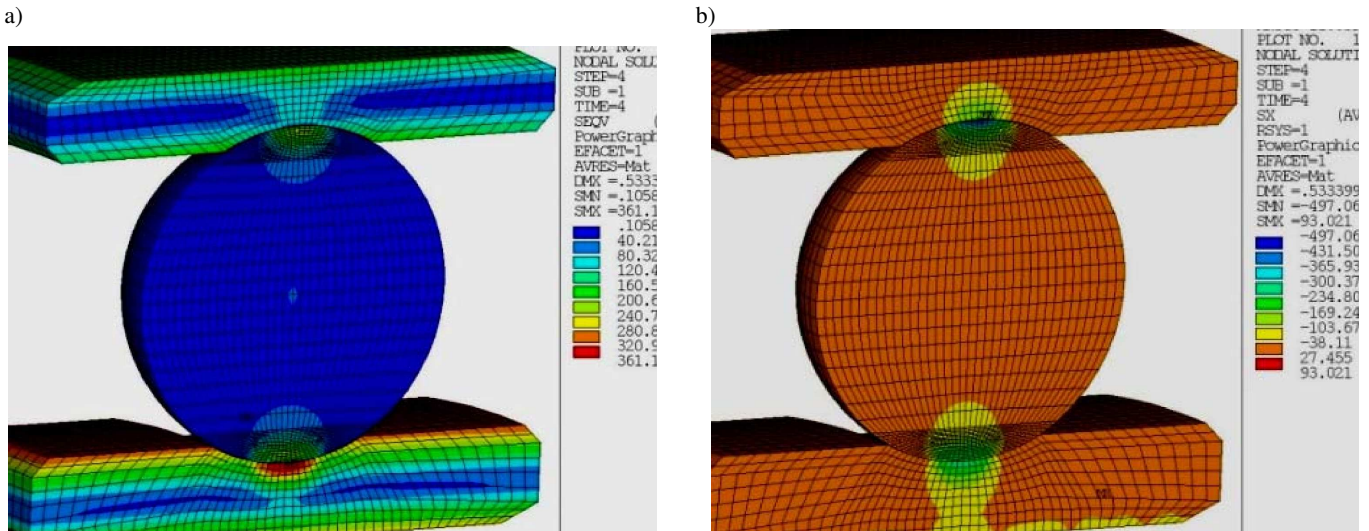 a)
b)
PLOT NO.
NODAL SOLU
STEP=4
SUB =1
TIME=4
SEQV (
PowerGraph
EFACET=1
AVRES=Mat
DMX =.5333
SMN =.1058
SMX =361.1
.1058
40.21
80.32
120.4
160.5
200.6
240.7
280.8
320.9
361.1
PLOT NO. 1
NODAL SOLUTI
STEP=4
SUB =1
TIME=4
SX (AV
RSYS=1
PowerGraphic
EFACET=1
AVRES=Mat
DMX =.533399
SMN =-497.06
SMX =93.021
-497.06
-431.50
-365.93
-300.37
-234.80
-169.24
-103.67
-38.11
27.455
93.021